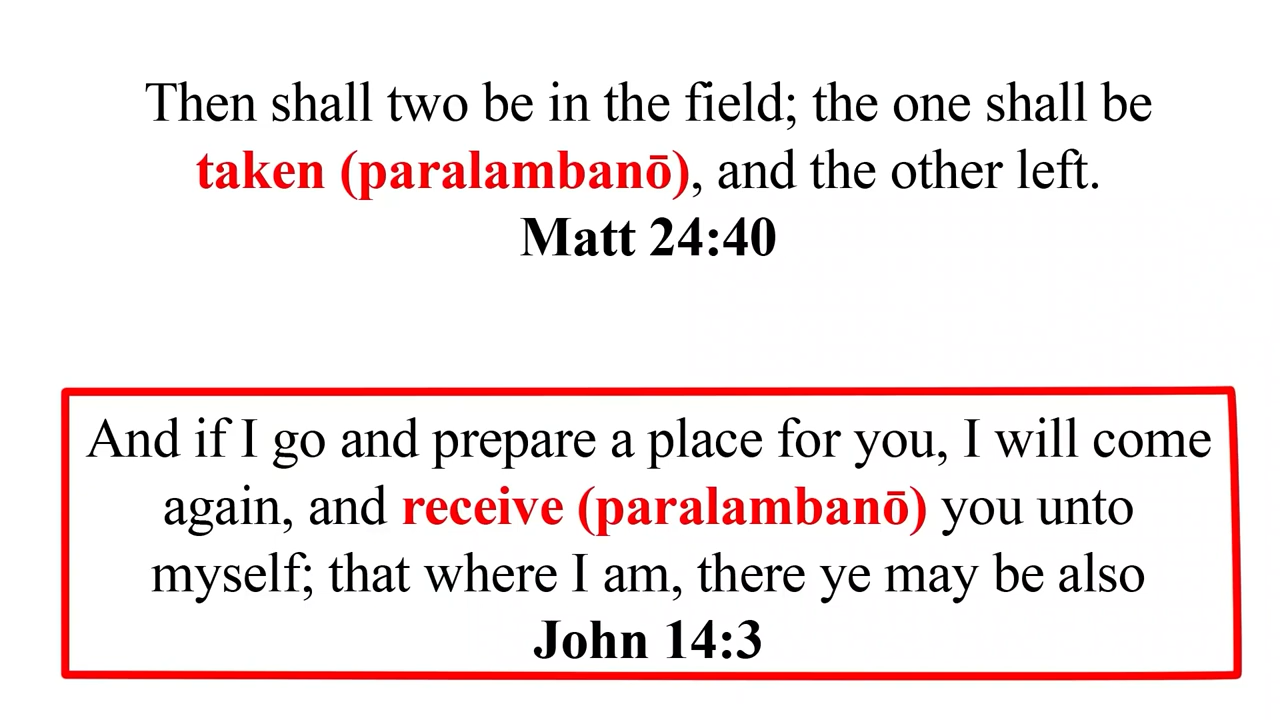 Then shall two be in the field; the one shall be
taken (paralambanō), and the other left.
Matt 24:40
And if I go and prepare a place for you, I will come
again, and receive (paralambanō) you unto
myself; that where I am, there ye may be also
John 14:3